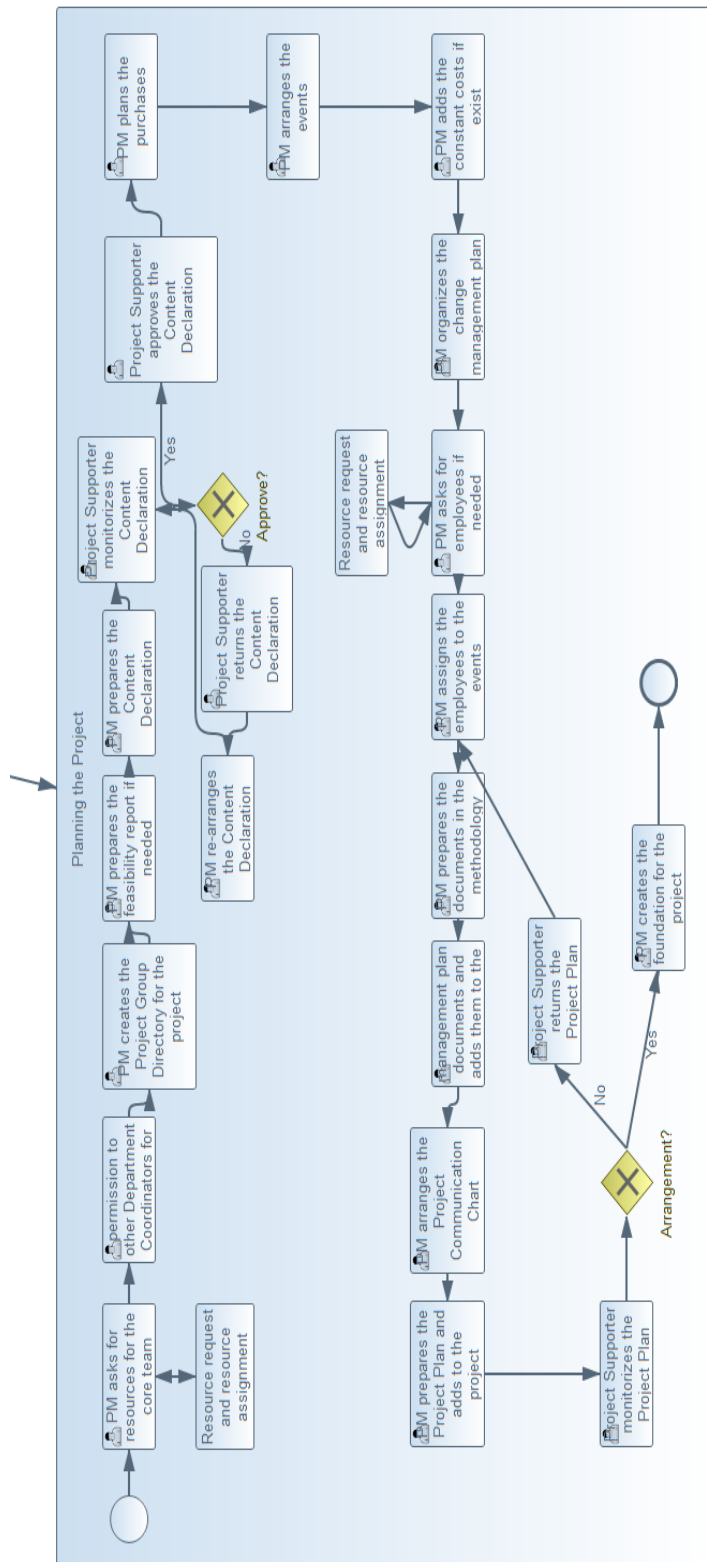 Planning the Project
PM asks for
resources for the
core team
Resource request
and resource
assignment
permission to
other Department
Coordinators for
PM creates the
Project Group
Directory for the
project
PM prepares the
feasibility report if
needed
PM prepares the
Content
Declaration
Project Supporter
monitorizes the
Content
Declaration
Approve?
Yes
No
Project Supporter
returns the
Content
Declaration
PM re-arranges
the Content
Declaration
Project Supporter
approves the
Content
Declaration
PM plans the
purchases
PM arranges the
events
PM adds the
constant costs if
exist
PM organizes the
change
management plan
PM asks for
employees if
needed
Resource request
and resource
assignment
PM assigns the
employees to the
events
PM prepares the
documents in the
methodology
management plan
documents and
adds them to the
PM arranges the
Project
Communication
Chart
PM prepares the
Project Plan and
adds to the
project
Project Supporter
monitorizes the
Project Plan
Arrangement?
No
Yes
Project Supporter
returns the
Project Plan
PM creates the
foundation for the
project